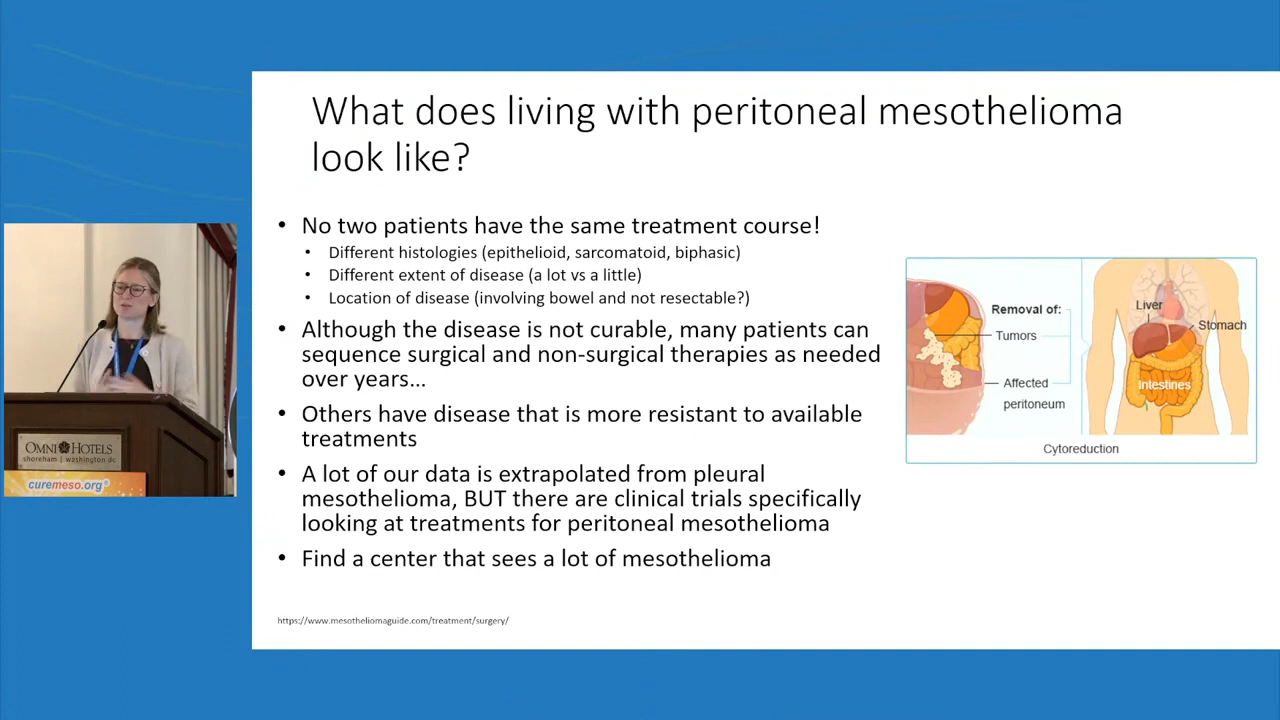 What does living with peritoneal mesothelioma
look like?
• No two patients have the same treatment course!
• Different histologies (epithelioid, sarcomatoid, biphasic)
• Different extent of disease (a lot vs a little)
• Location of disease (involving bowel and not resectable?)
• Although the disease is not curable, many patients can
sequence surgical and non-surgical therapies as needed
over years...
• Others have disease that is more resistant to available
treatments
• A lot of our data is extrapolated from pleural
mesothelioma, BUT there are clinical trials specifically
looking at treatments for peritoneal mesothelioma
• Find a center that sees a lot of mesothelioma
https://www.mesotheliomaguide.com/treatment/surgery/
Removal of:
Tumors
Affected
peritoneum
Liver
Stomach
Intestines
Cytoreduction
OMNI HOTELS
shoreham | washington dc
curemeso.org®